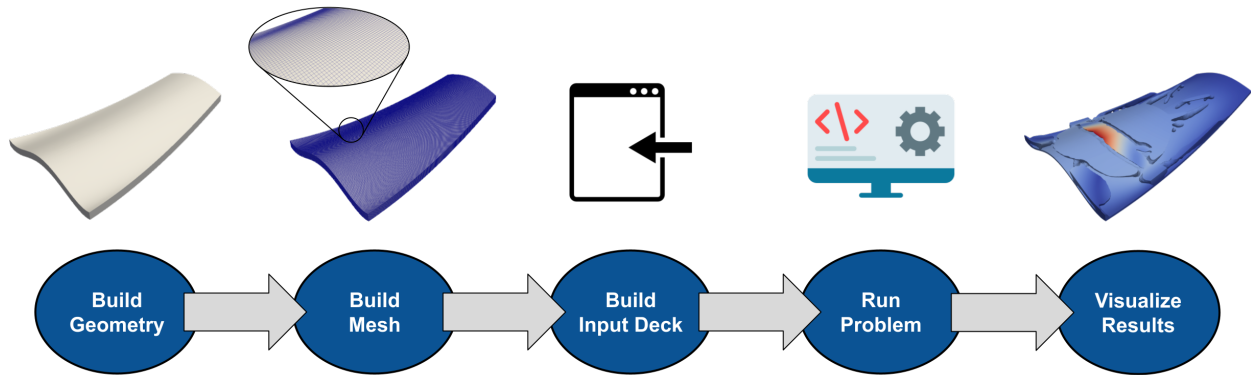 </>
Build
Geometry
Build
Mesh
Build
Input Deck
Run
Problem
Visualize
Results